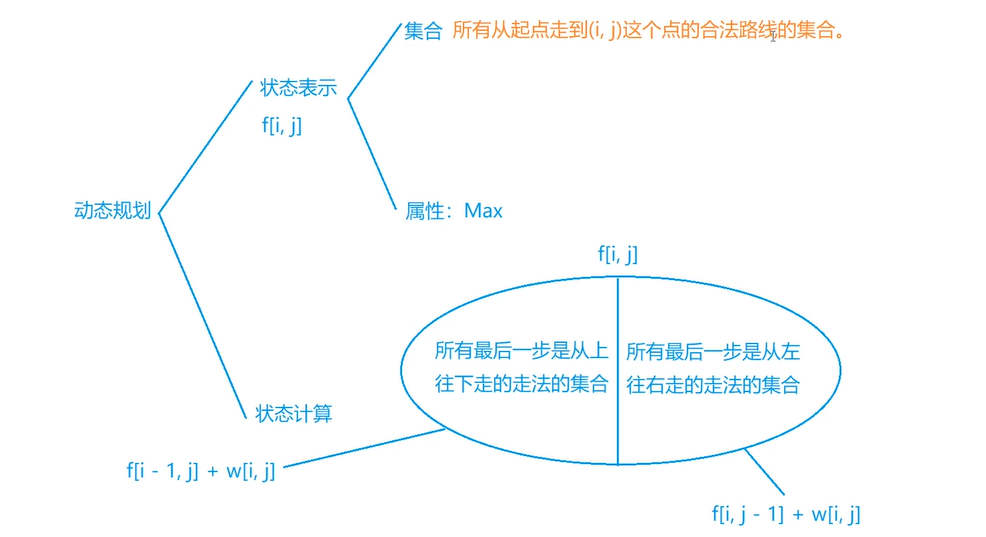 集合 所有从起点走到(i, j)这个点的合法路线的集合。
状态表示
f[i, j]
动态规划
属性：Max
f[i, j]
所有最后一步是从上
往下走的走法的集合
所有最后一步是从左
往右走的走法的集合
状态计算
f[i - 1, j] + w[i, j]
f[i, j - 1] + w[i, j]